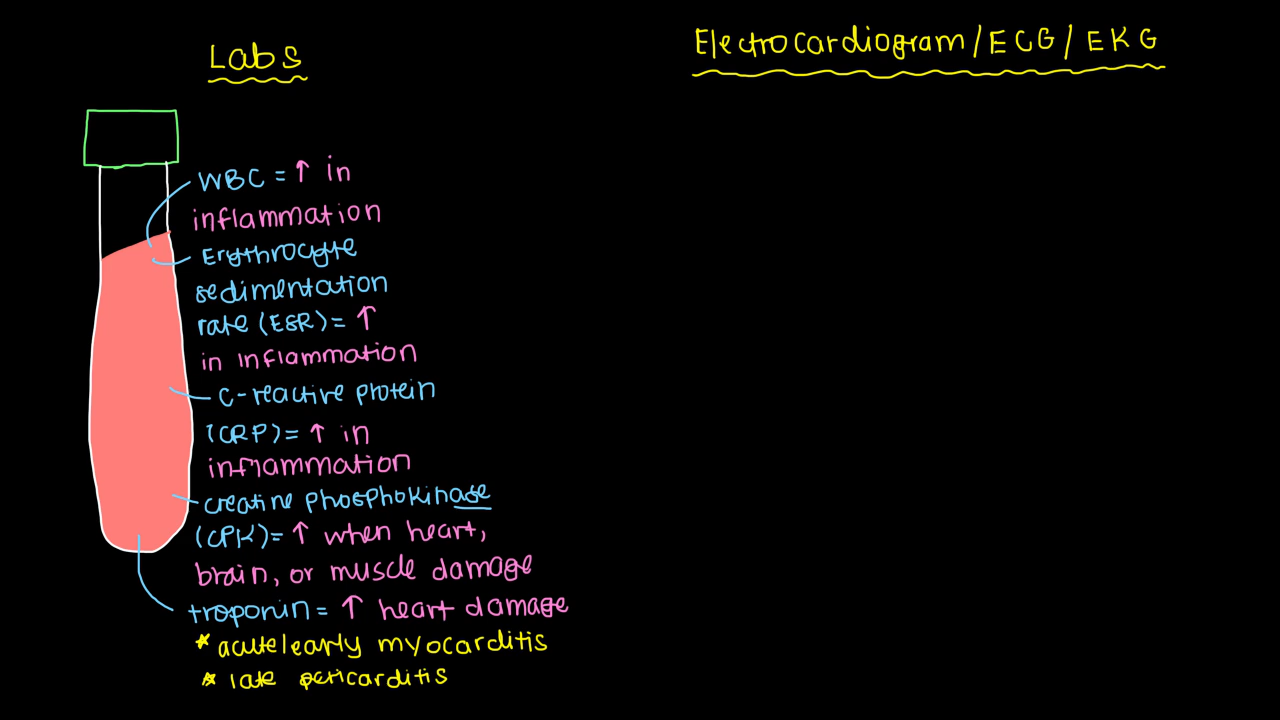 Labs
Electrocardiogram/ECG/EKG
WBC = ↑ in
inflammation
Erythrocyte
sedimentation
rate (ESR) = ↑
in inflammation
C-reactive protein
(CRP) = ↑ in
inflammation
creatine phosphokinase
(CPK) = ↑ when heart,
brain, or muscle damage
troponin = ↑ heart damage
* acute/early myocarditis
* late pericarditis